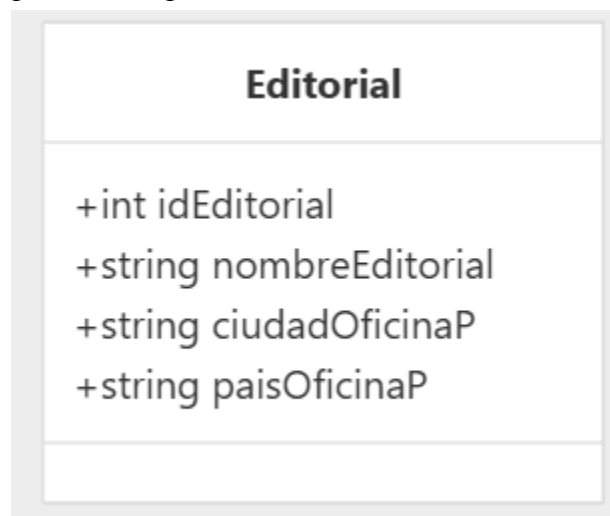 Editorial
+int idEditorial
+string nombreEditorial
+string ciudadOficinaP
+string paisOficinaP